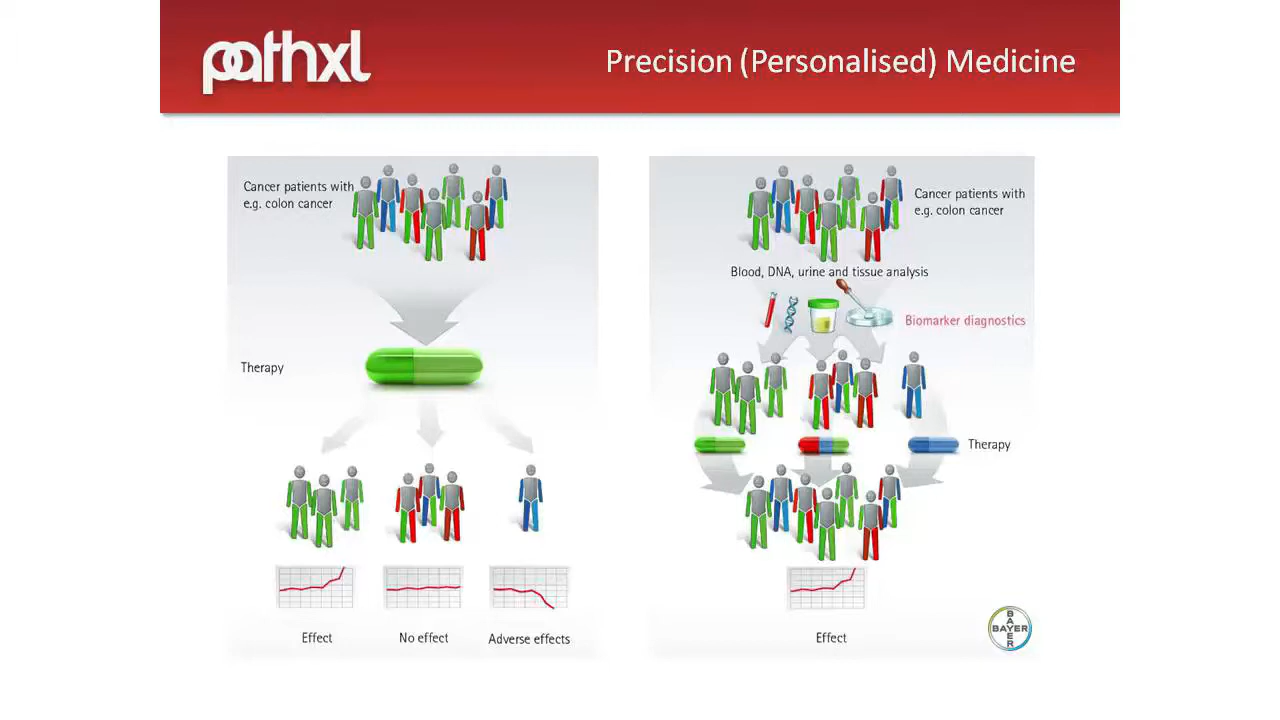 pathxl
Precision (Personalised) Medicine
Cancer patients with
e.g. colon cancer
Therapy
Effect
No effect
Adverse effects
Cancer patients with
e.g. colon cancer
Blood, DNA, urine and tissue analysis
Biomarker diagnostics
Therapy
Effect
BAYER
BAYER